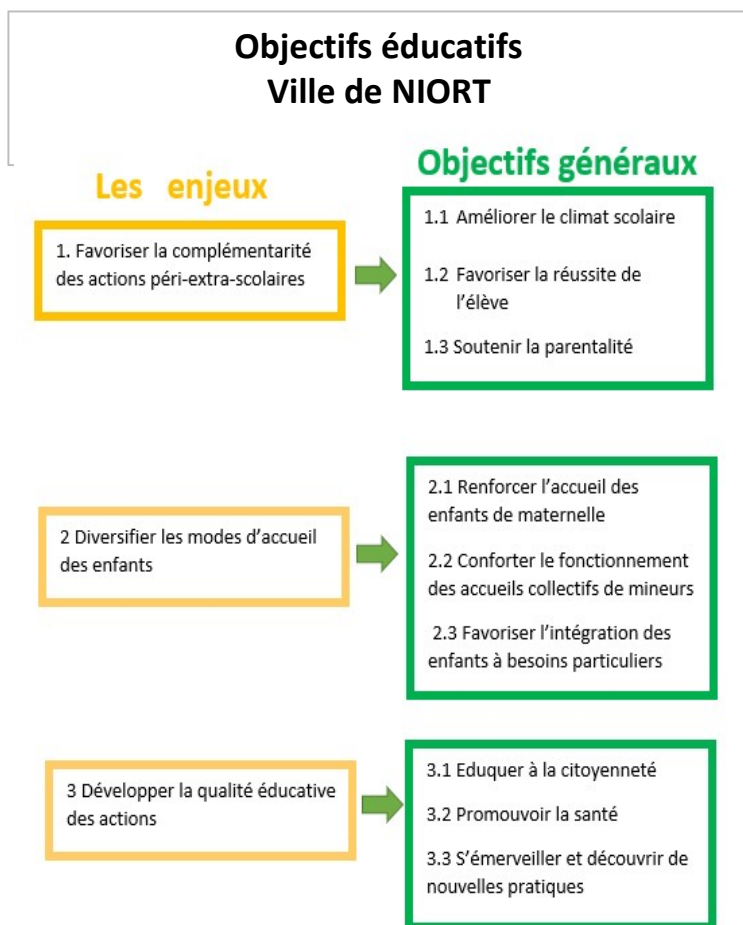 Objectifs éducatifs
Ville de NIORT
Les enjeux
Objectifs généraux
1. Favoriser la complémentarité
des actions péri-extra-scolaires
1.1 Améliorer le climat scolaire
1.2 Favoriser la réussite de
l'élève
1.3 Soutenir la parentalité
2 Diversifier les modes d'accueil
des enfants
2.1 Renforcer l'accueil des
enfants de maternelle
2.2 Conforter le fonctionnement
des accueils collectifs de mineurs
2.3 Favoriser l'intégration des
enfants à besoins particuliers
3 Développer la qualité éducative
des actions
3.1 Eduquer à la citoyenneté
3.2 Promouvoir la santé
3.3 S'émerveiller et découvrir de
nouvelles pratiques